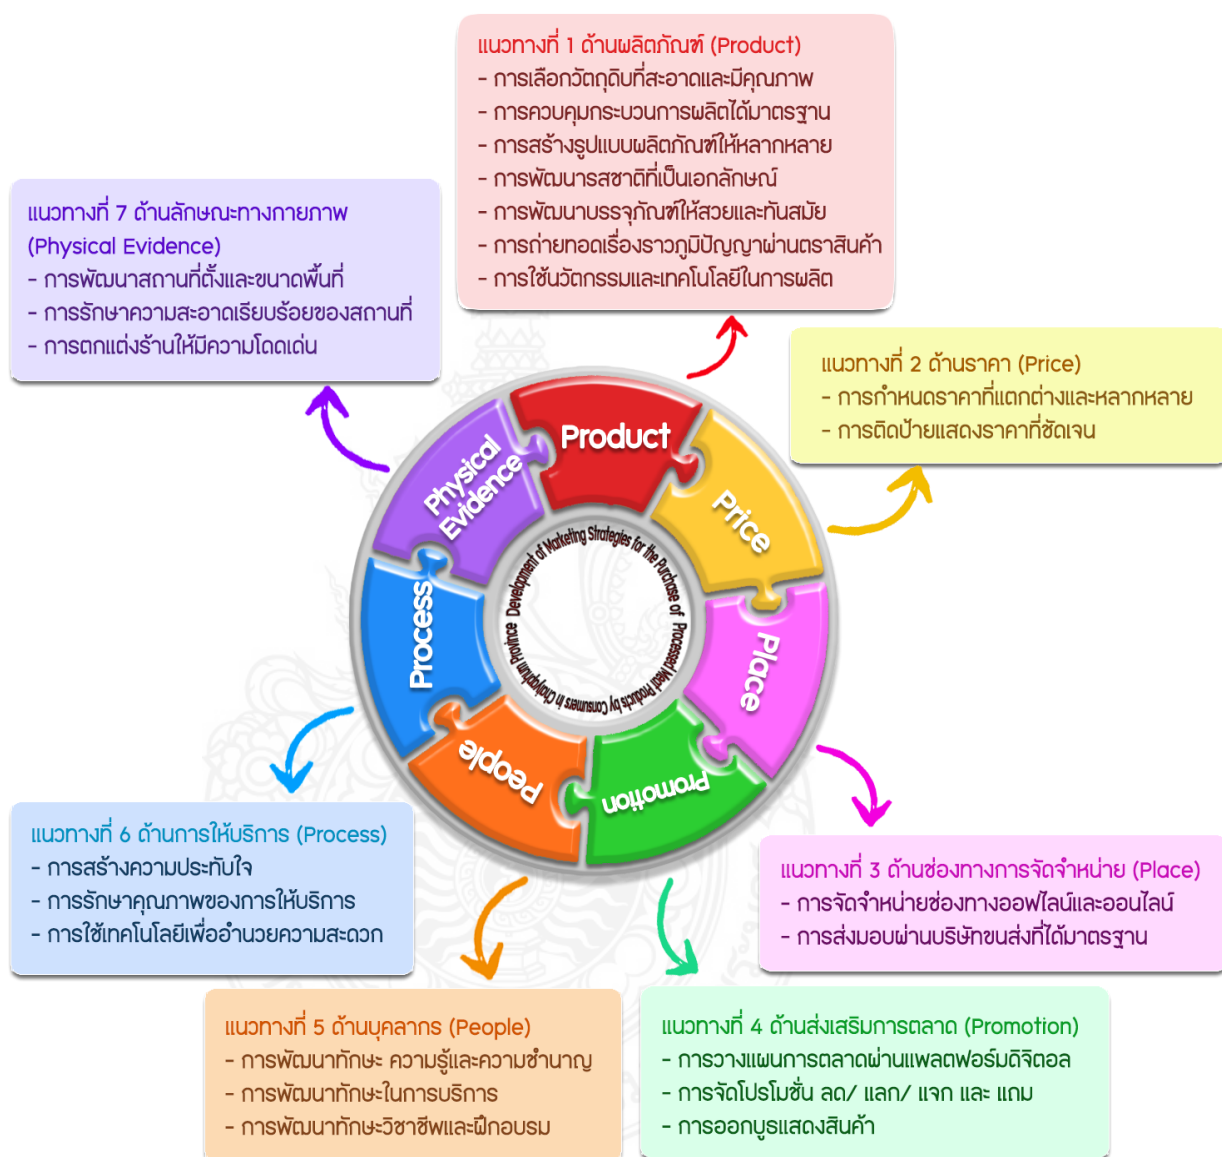 แนวทางที่ 1 ด้านผลิตภัณฑ์ (Product)
- การเลือกวัตถุดิบที่สะอาดและมีคุณภาพ
- การควบคุมกระบวนการผลิตได้มาตรฐาน
- การสร้างรูปแบบผลิตภัณฑ์ให้หลากหลาย
- การพัฒนารสชาติที่เป็นเอกลักษณ์
- การพัฒนาบรรจุภัณฑ์ให้สวยและทันสมัย
- การถ่ายทอดเรื่องราวภูมิปัญญาผ่านตราสินค้า
- การใช้นวัตกรรมและเทคโนโลยีในการผลิต
แนวทางที่ 7 ด้านลักษณะทางกายภาพ
(Physical Evidence)
- การพัฒนาสถานที่ตั้งและขนาดพื้นที่
- การรักษาความสะอาดเรียบร้อยของสถานที่
- การตกแต่งร้านให้มีความโดดเด่น
แนวทางที่ 2 ด้านราคา (Price)
- การกำหนดราคาที่แตกต่างและหลากหลาย
- การติดป้ายแสดงราคาที่ชัดเจน
Product
Price
Place
Promotion
People
Process
Physical
Evidence
Development of Marketing Strategies for the Purchase of Processed Meat Products by Consumers in Chaiyaphum Province
แนวทางที่ 6 ด้านการให้บริการ (Process)
- การสร้างความประทับใจ
- การรักษาคุณภาพของการให้บริการ
- การใช้เทคโนโลยีเพื่ออำนวยความสะดวก
แนวทางที่ 3 ด้านช่องทางการจัดจำหน่าย (Place)
- การจัดจำหน่ายช่องทางออฟไลน์และออนไลน์
- การส่งมอบผ่านบริษัทขนส่งที่ได้มาตรฐาน
แนวทางที่ 5 ด้านบุคลากร (People)
- การพัฒนาทักษะ ความรู้และความชำนาญ
- การพัฒนาทักษะในการบริการ
- การพัฒนาทักษะวิชาชีพและฝึกอบรม
แนวทางที่ 4 ด้านส่งเสริมการตลาด (Promotion)
- การวางแผนการตลาดผ่านแพลตฟอร์มดิจิตอล
- การจัดโปรโมชั่น ลด/ แลก/ แจก และ แถม
- การออกบูธแสดงสินค้า